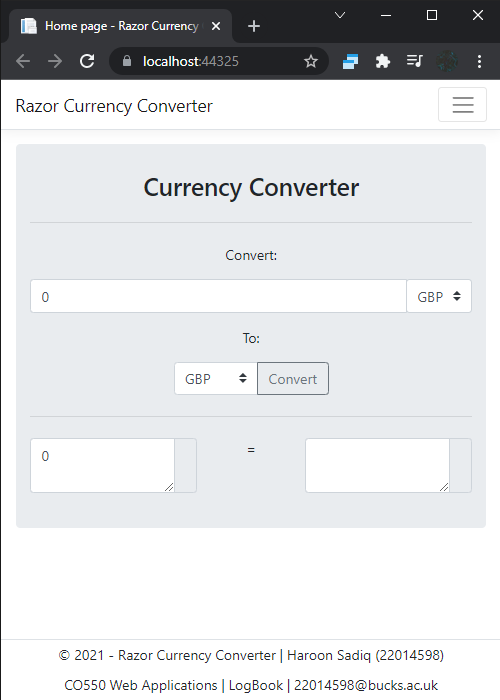 Home page - Razor Currency
localhost:44325
Razor Currency Converter
Currency Converter
Convert:
0 GBP
To:
GBP Convert
0 =
© 2021 - Razor Currency Converter | Haroon Sadiq (22014598)
CO550 Web Applications | LogBook | 22014598@bucks.ac.uk